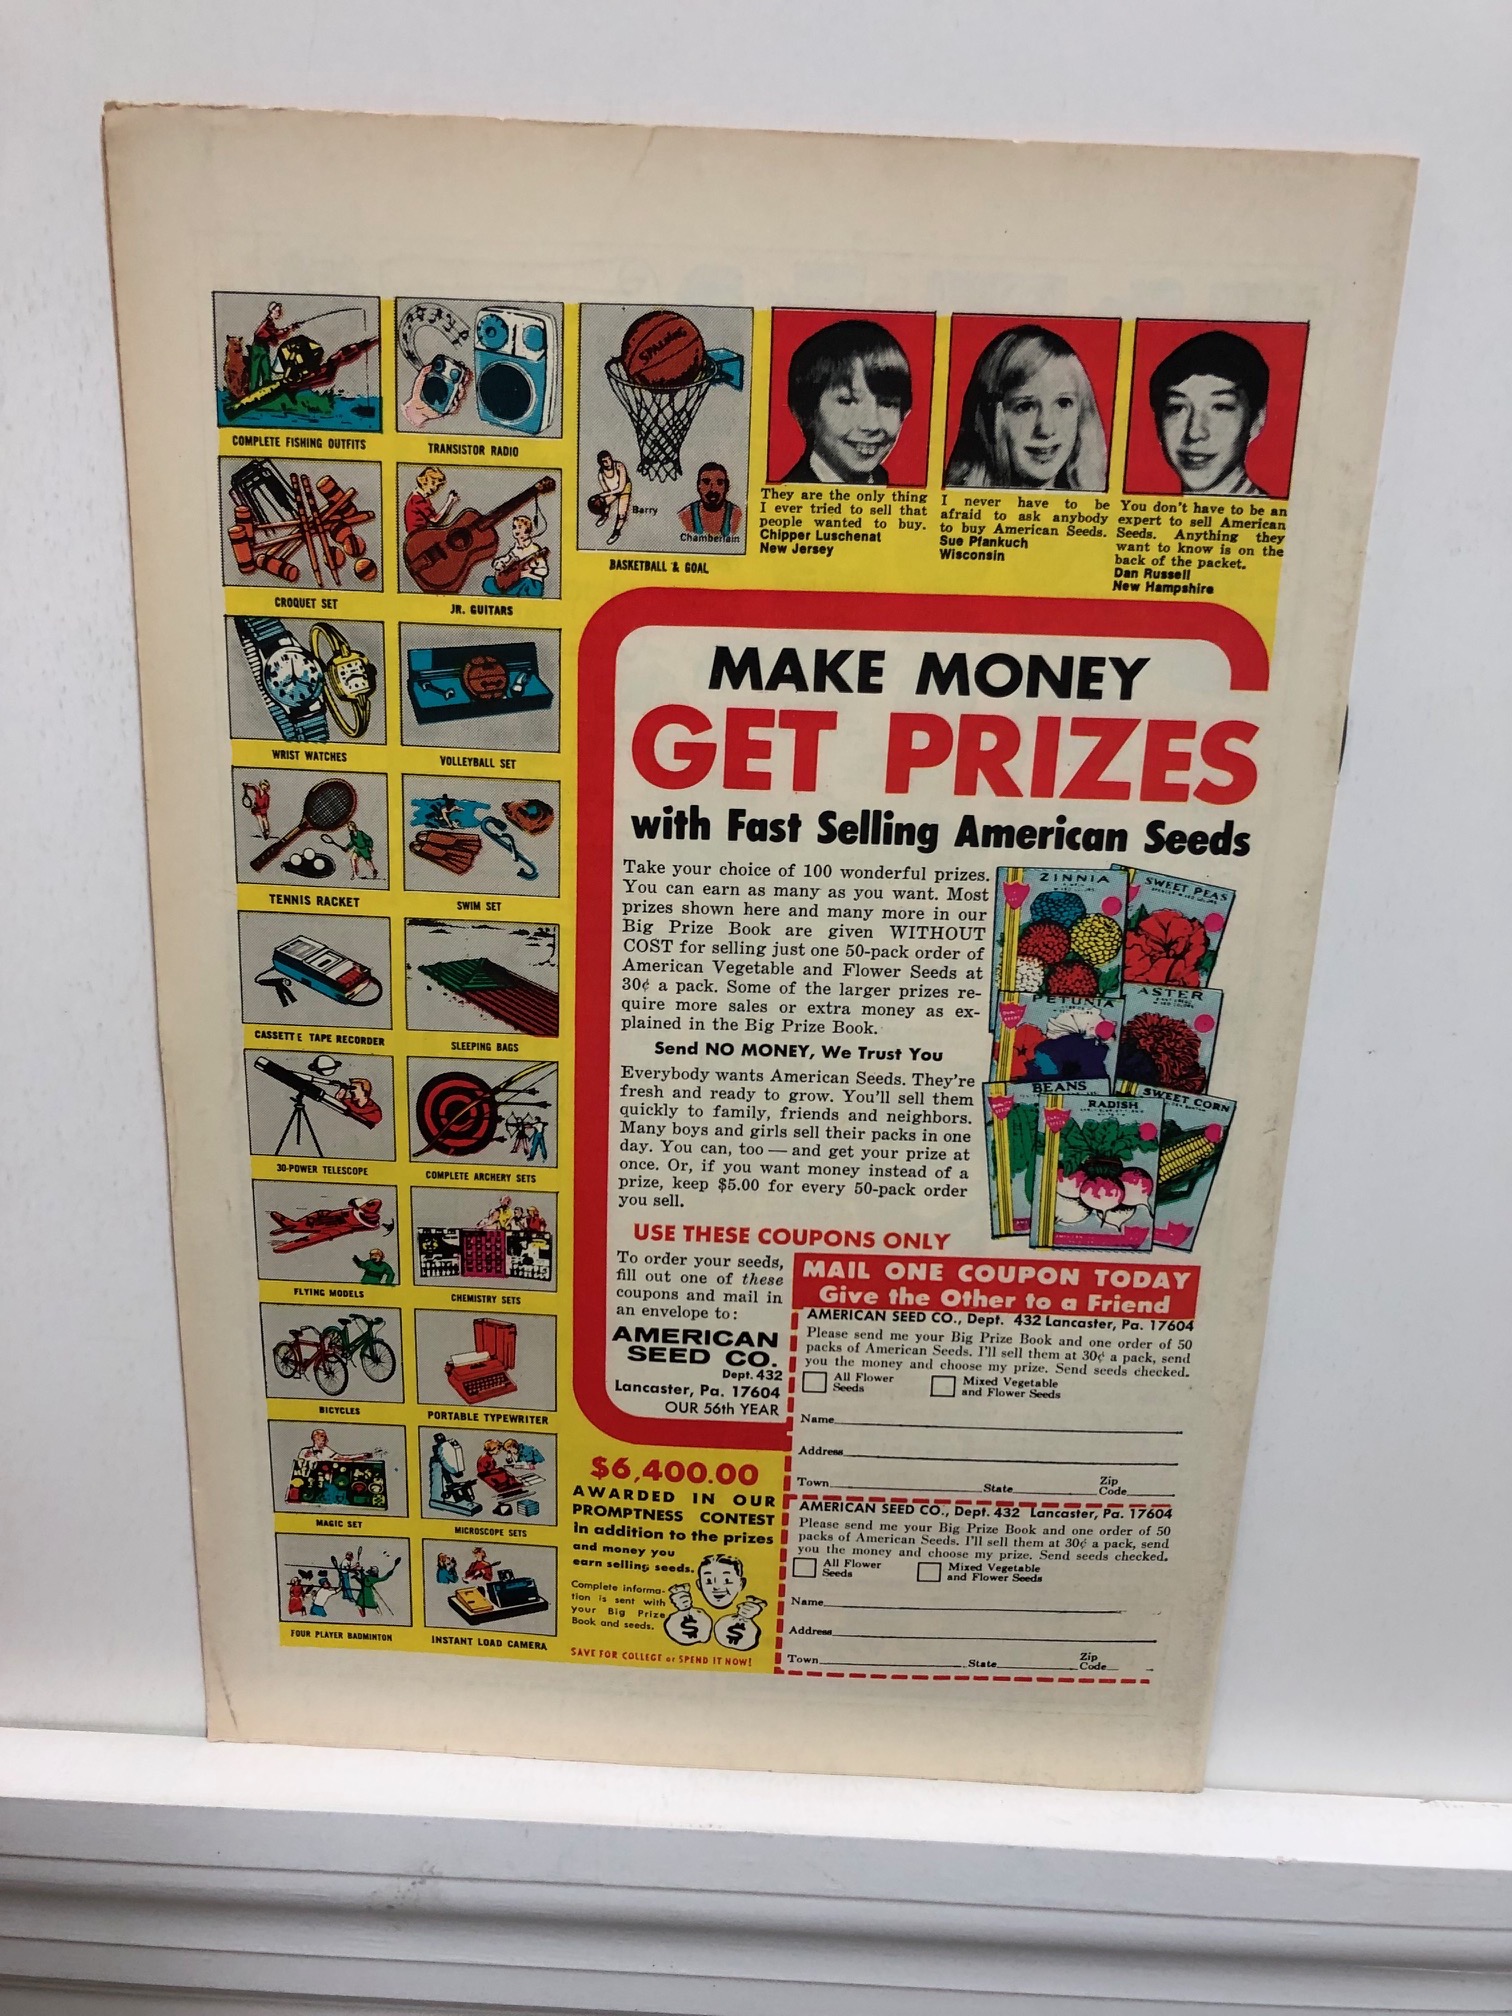 COMPLETE FISHING OUTFITS
TRANSISTOR RADIO
SPALDING
Barry
Chamberlain
BASKETBALL & GOAL
They are the only thing
I ever tried to sell that
people wanted to buy.
Chipper Luschenat
New Jersey
I never have to be
afraid to ask anybody
to buy American Seeds.
Sue Pfankuch
Wisconsin
You don't have to be an
expert to sell American
Seeds. Anything they
want to know is on the
back of the packet.
Dan Russell
New Hampshire
CROQUET SET
JR. GUITARS
WRIST WATCHES
VOLLEYBALL SET
TENNIS RACKET
SWIM SET
CASSETTE TAPE RECORDER
SLEEPING BAGS
30-POWER TELESCOPE
COMPLETE ARCHERY SETS
FLYING MODELS
CHEMISTRY SETS
BICYCLES
PORTABLE TYPEWRITER
MAGIC SET
MICROSCOPE SETS
FOUR PLAYER BADMINTON
INSTANT LOAD CAMERA
MAKE MONEY
GET PRIZES
with Fast Selling American Seeds
Take your choice of 100 wonderful prizes.
You can earn as many as you want. Most
prizes shown here and many more in our
Big Prize Book are given WITHOUT
COST for selling just one 50-pack order of
American Vegetable and Flower Seeds at
30¢ a pack. Some of the larger prizes re-
quire more sales or extra money as ex-
plained in the Big Prize Book.
Send NO MONEY, We Trust You
Everybody wants American Seeds. They're
fresh and ready to grow. You'll sell them
quickly to family, friends and neighbors.
Many boys and girls sell their packs in one
day. You can, too — and get your prize at
once. Or, if you want money instead of a
prize, keep $5.00 for every 50-pack order
you sell.
ZINNIA
SWEET PEAS
PETUNIA
ASTER
BEANS
RADISH
SWEET CORN
USE THESE COUPONS ONLY
To order your seeds,
fill out one of these
coupons and mail in
an envelope to:
AMERICAN
SEED CO.
Dept. 432
Lancaster, Pa. 17604
OUR 56th YEAR
MAIL ONE COUPON TODAY
Give the Other to a Friend
AMERICAN SEED CO., Dept. 432 Lancaster, Pa. 17604
Please send me your Big Prize Book and one order of 50
packs of American Seeds. I'll sell them at 30¢ a pack, send
you the money and choose my prize. Send seeds checked.
All Flower
Seeds
Mixed Vegetable
and Flower Seeds
Name
Address
Town State Zip
Code
AMERICAN SEED CO., Dept. 432 Lancaster, Pa. 17604
Please send me your Big Prize Book and one order of 50
packs of American Seeds. I'll sell them at 30¢ a pack, send
you the money and choose my prize. Send seeds checked.
All Flower
Seeds
Mixed Vegetable
and Flower Seeds
Name
Address
Town State Zip
Code
$6,400.00
AWARDED IN OUR
PROMPTNESS CONTEST
In addition to the prizes
and money you
earn selling seeds.
Complete informa-
tion is sent with
your Big Prize
Book and seeds.
$ $
SAVE FOR COLLEGE or SPEND IT NOW!